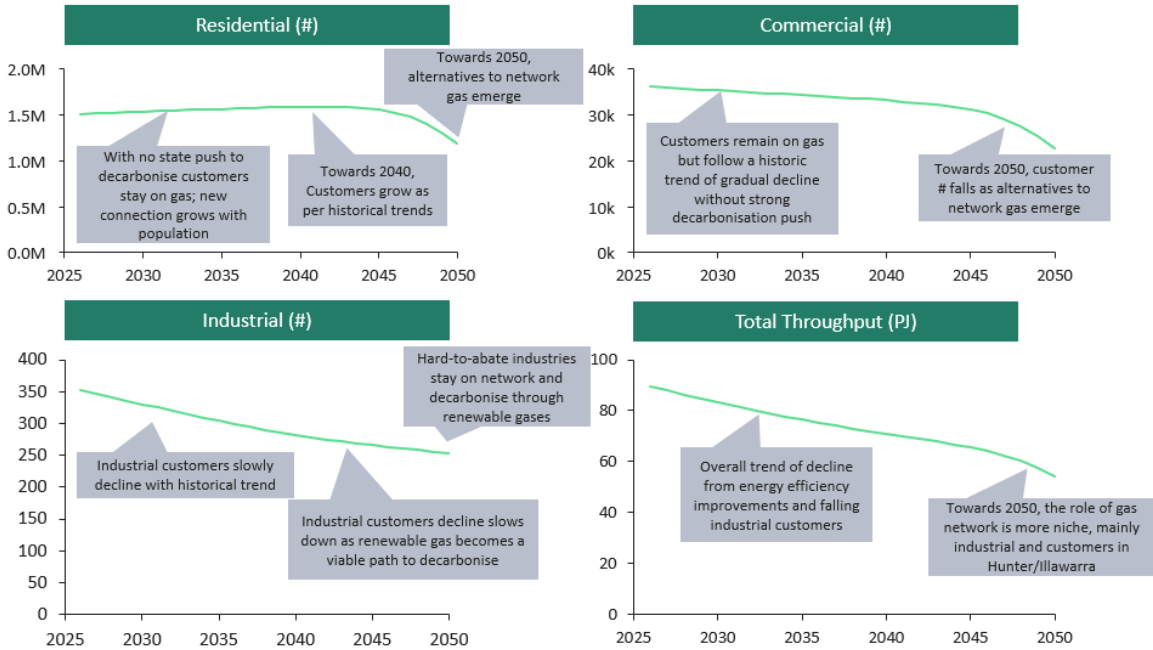 Residential (#)
2.0M
1.5M
1.0M
0.5M
0.0M
2025 2030 2035 2040 2045 2050
With no state push to
decarbonise customers
stay on gas; new
connection grows with
population
Towards 2040,
Customers grow as
per historical trends
Towards 2050,
alternatives to network
gas emerge
Commercial (#)
40k
30k
20k
10k
0k
2025 2030 2035 2040 2045 2050
Customers remain on gas
but follow a historic
trend of gradual decline
without strong
decarbonisation push
Towards 2050, customer
# falls as alternatives to
network gas emerge
Industrial (#)
400
350
300
250
200
150
100
50
0
2025 2030 2035 2040 2045 2050
Industrial customers slowly
decline with historical trend
Industrial customers decline slows
down as renewable gas becomes a
viable path to decarbonise
Hard-to-abate industries
stay on network and
decarbonise through
renewable gases
Total Throughput (PJ)
100
80
60
40
20
0
2025 2030 2035 2040 2045 2050
Overall trend of decline
from energy efficiency
improvements and falling
industrial customers
Towards 2050, the role of gas
network is more niche, mainly
industrial and customers in
Hunter/Illawarra